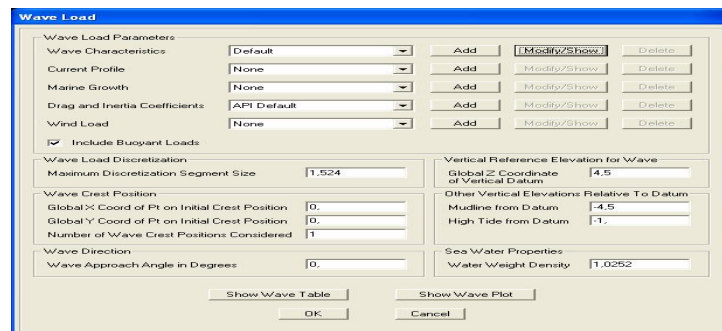 Wave Load
Wave Load Parameters
Wave Characteristics Default Add Modify/Show Delete
Current Profile None Add Modify/Show Delete
Marine Growth None Add Modify/Show Delete
Drag and Inertia Coefficients API Default Add Modify/Show Delete
Wind Load None Add Modify/Show Delete
Include Buoyant Loads
Wave Load Discretization
Maximum Discretization Segment Size 1,524
Vertical Reference Elevation for Wave
Global Z Coordinate
of Vertical Datum 4,5
Wave Crest Position
Global X Coord of Pt on Initial Crest Position 0,
Global Y Coord of Pt on Initial Crest Position 0,
Number of Wave Crest Positions Considered 1
Other Vertical Elevations Relative To Datum
Mudline from Datum -4,5
High Tide from Datum -1,
Wave Direction
Wave Approach Angle in Degrees 0,
Sea Water Properties
Water Weight Density 1,0252
Show Wave Table Show Wave Plot
OK Cancel